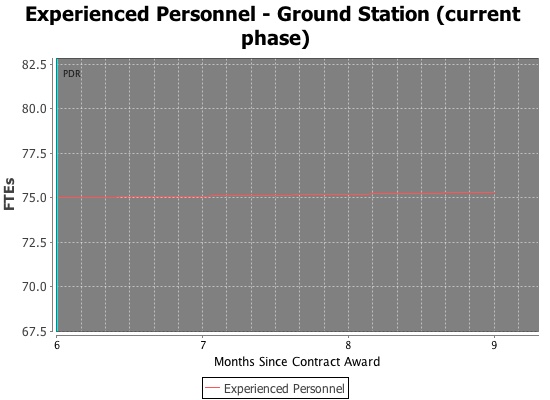 Experienced Personnel - Ground Station (current
phase)
82.5
PDR
80.0
77.5
75.0
72.5
70.0
67.5
FTEs
6 7 8 9
Months Since Contract Award
Experienced Personnel